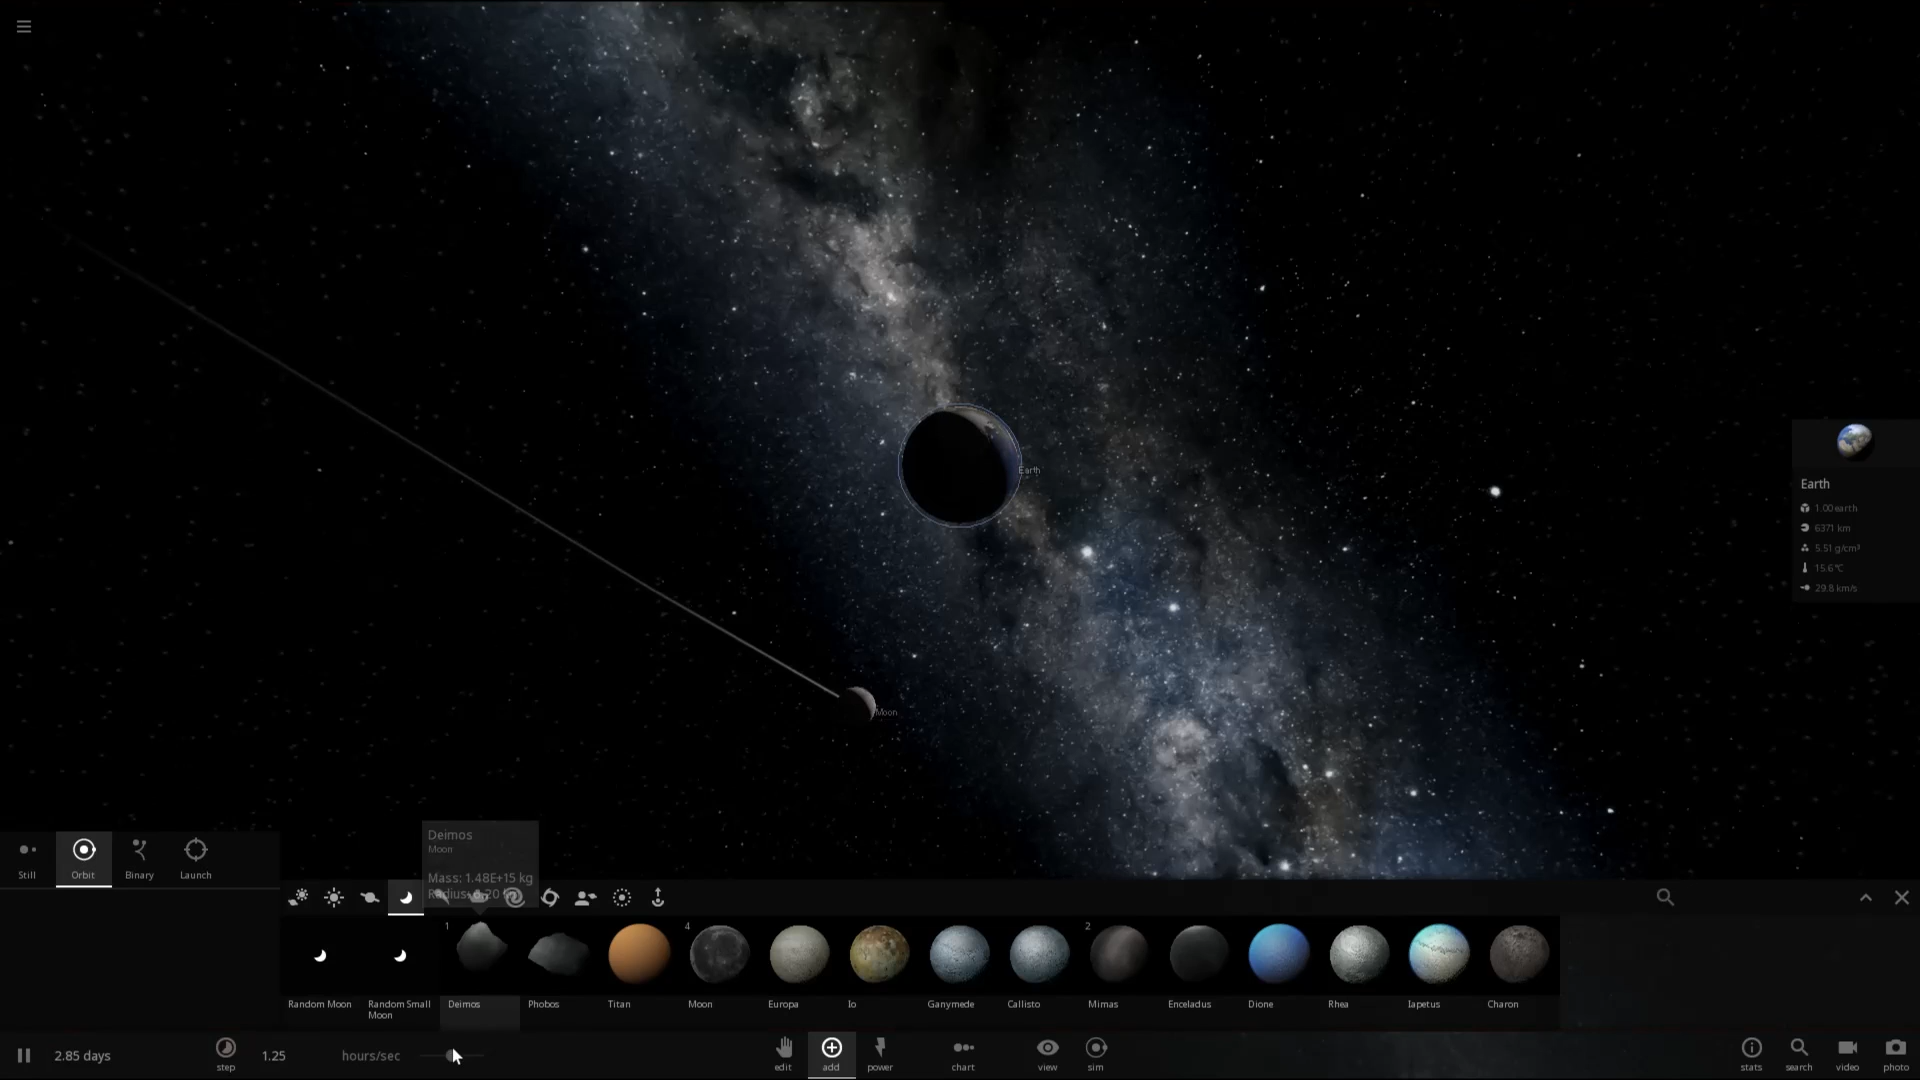 Earth
Earth
1.00 earth
6371 km
5.51 g/cm³
15.6 °C
29.8 km/s
Moon
Deimos
Moon
Mass: 1.48E+15 kg
Still
Orbit
Binary
Launch
1
4
2
Random Moon
Random Small Moon
Deimos
Phobos
Titan
Moon
Europa
Io
Ganymede
Callisto
Mimas
Enceladus
Dione
Rhea
Iapetus
Charon
2.85 days
step
1.25
hours/sec
edit
add
power
chart
view
sim
stats
search
video
photo